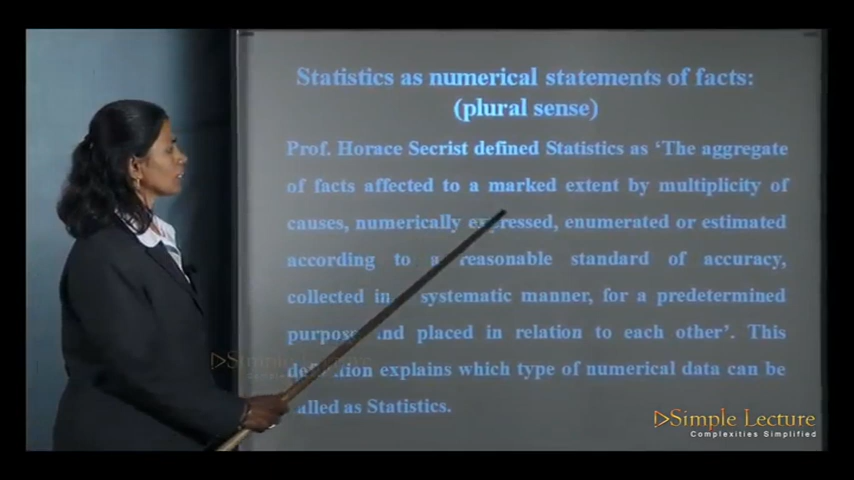 Statistics as numerical statements of facts:
(plural sense)
Prof. Horace Secrist defined Statistics as 'The aggregate
of facts affected to a marked extent by multiplicity of
causes, numerically expressed, enumerated or estimated
according to a reasonable standard of accuracy,
collected in systematic manner, for a predetermined
purpose and placed in relation to each other'. This
definition explains which type of numerical data can be
called as Statistics.
Simple Lecture
Simple Lecture
Complexities Simplified